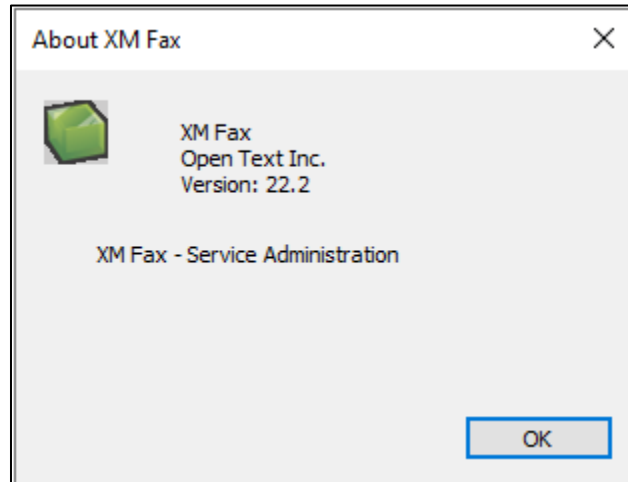 About XM Fax
XM Fax
Open Text Inc.
Version: 22.2
XM Fax - Service Administration
OK